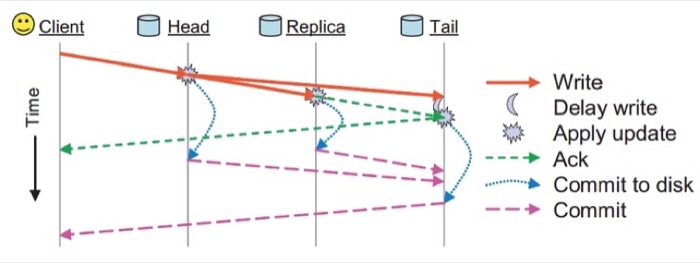 Client
Head
Replica
Tail
Time
Write
Delay write
Apply update
Ack
Commit to disk
Commit